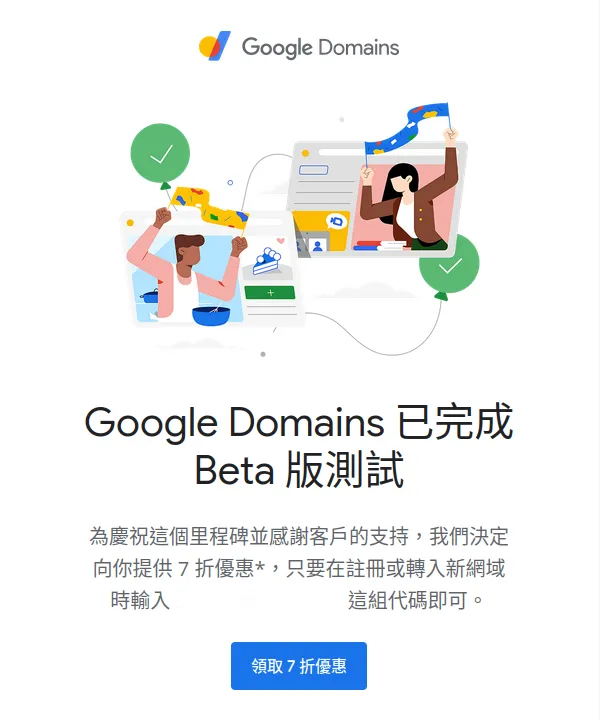 Google Domains
Google Domains 已完成
Beta 版測試
為慶祝這個里程碑並感謝客戶的支持，我們決定
向你提供 7 折優惠*，只要在註冊或轉入新網域
時輸入 這組代碼即可。
領取 7 折優惠